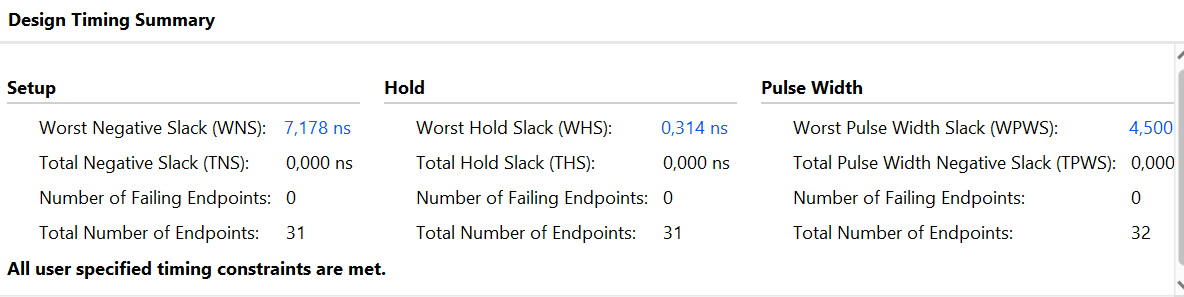 Design Timing Summary
Setup Hold Pulse Width
Worst Negative Slack (WNS): 7,178 ns Worst Hold Slack (WHS): 0,314 ns Worst Pulse Width Slack (WPWS): 4,500
Total Negative Slack (TNS): 0,000 ns Total Hold Slack (THS): 0,000 ns Total Pulse Width Negative Slack (TPWS): 0,000
Number of Failing Endpoints: 0 Number of Failing Endpoints: 0 Number of Failing Endpoints: 0
Total Number of Endpoints: 31 Total Number of Endpoints: 31 Total Number of Endpoints: 32
All user specified timing constraints are met.